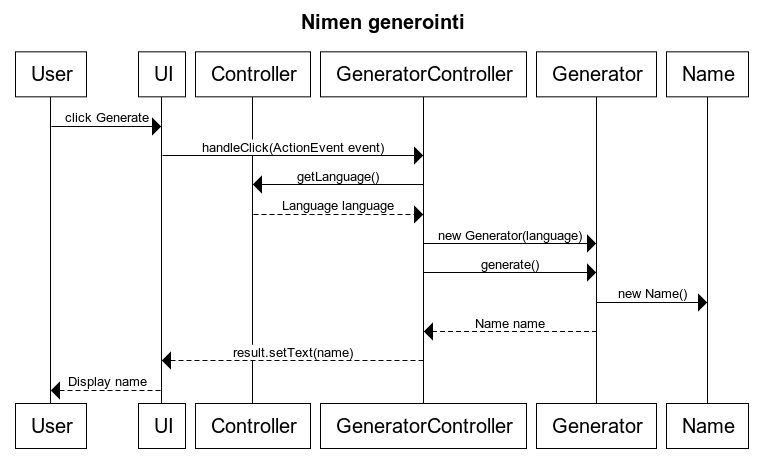 Nimen generointi
User UI Controller GeneratorController Generator Name
click Generate
handleClick(ActionEvent event)
getLanguage()
Language language
new Generator(language)
generate()
new Name()
Name name
result.setText(name)
Display name
User UI Controller GeneratorController Generator Name